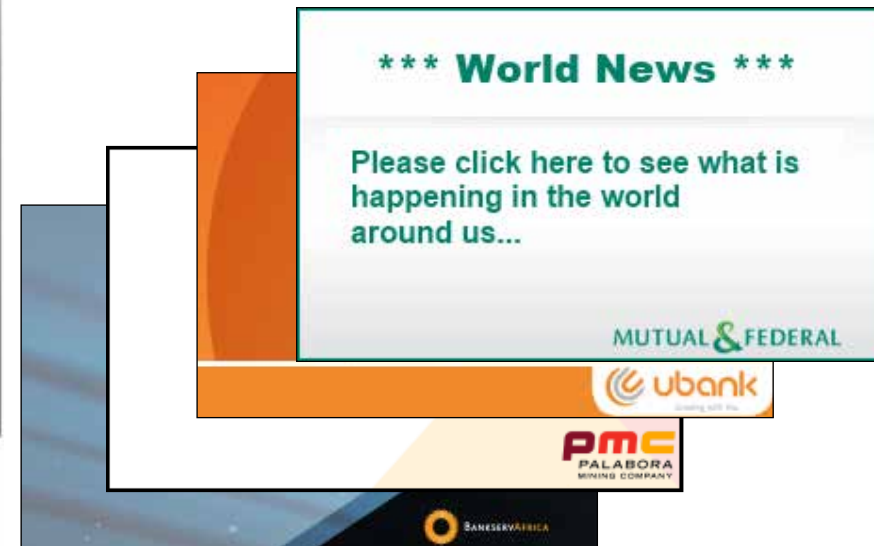 *** World News ***
Please click here to see what is
happening in the world
around us...
MUTUAL & FEDERAL
ubank
pmc
PALABORA
MINING COMPANY
BANKSERVAFRICA